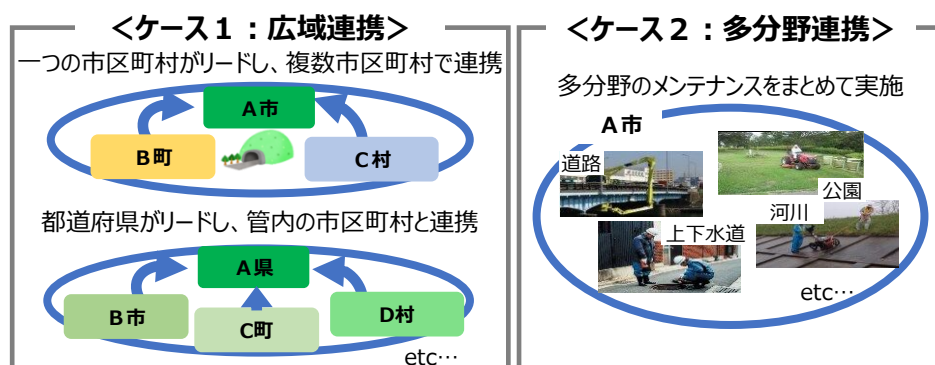 ＜ケース１：広域連携＞
一つの市区町村がリードし、複数市区町村で連携
A市
B町
C村
都道府県がリードし、管内の市区町村と連携
A県
B市
C町
D村
etc…
＜ケース２：多分野連携＞
多分野のメンテナンスをまとめて実施
A市
道路
公園
河川
上下水道
etc…